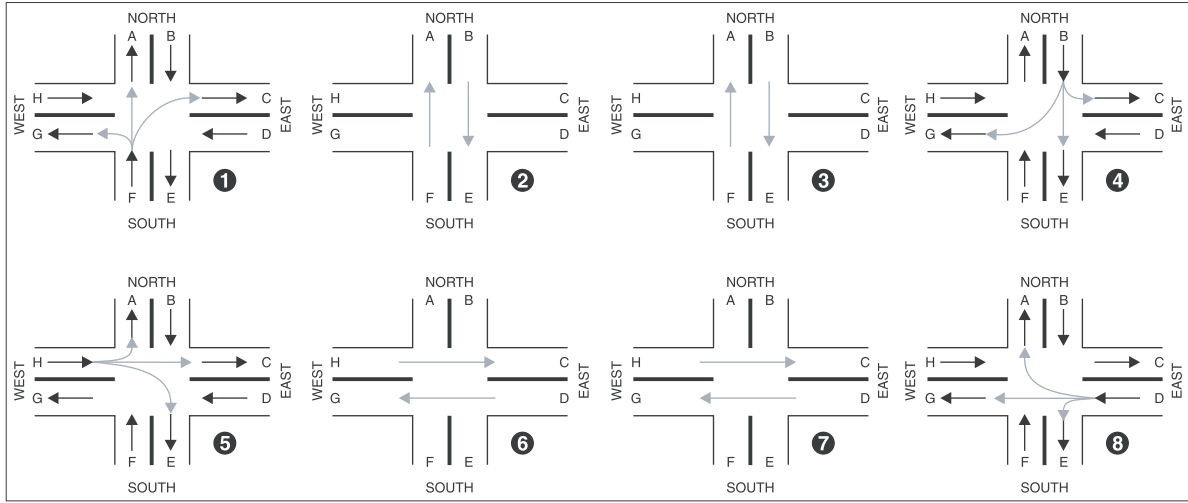 NORTH NORTH NORTH NORTH
A B A B A B A B
WEST H C EAST WEST H C EAST WEST H C EAST WEST H C EAST
G D G D G D G D
1 2 3 4
F E F E F E F E
SOUTH SOUTH SOUTH SOUTH
NORTH NORTH NORTH NORTH
A B A B A B A B
WEST H C EAST WEST H C EAST WEST H C EAST WEST H C EAST
G D G D G D G D
5 6 7 8
F E F E F E F E
SOUTH SOUTH SOUTH SOUTH